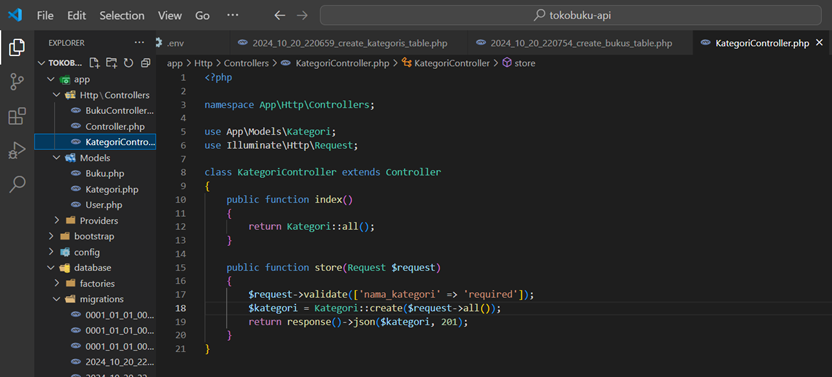 File Edit Selection View Go ··· tokobuku-api
EXPLORER ···
.env 2024_10_20_220659_create_kategoris_table.php 2024_10_20_220754_create_bukus_table.php KategoriController.php
TOKOB...
app
Http\Controllers
BukuController...
Controller.php
KategoriContro...
Models
Buku.php
Kategori.php
User.php
Providers
bootstrap
config
database
factories
migrations
0001_01_01_00...
0001_01_01_00...
0001_01_01_00...
2024_10_20_22...
2024_10_20_22...
app > Http > Controllers > KategoriController.php > KategoriController > store
1 <?php
2
3 namespace App\Http\Controllers;
4
5 use App\Models\Kategori;
6 use Illuminate\Http\Request;
7
8 class KategoriController extends Controller
9 {
10 public function index()
11 {
12 return Kategori::all();
13 }
14
15 public function store(Request $request)
16 {
17 $request->validate(['nama_kategori' => 'required']);
18 $kategori = Kategori::create($request->all());
19 return response()->json($kategori, 201);
20 }
21 }